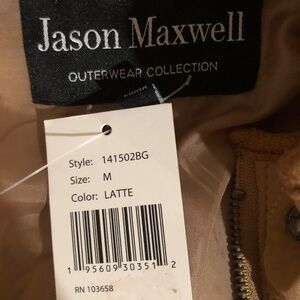 Jason Maxwell
OUTERWEAR COLLECTION
Style: 141502BG
Size: M
Color: LATTE
1 95609 30351 2
RN 103658